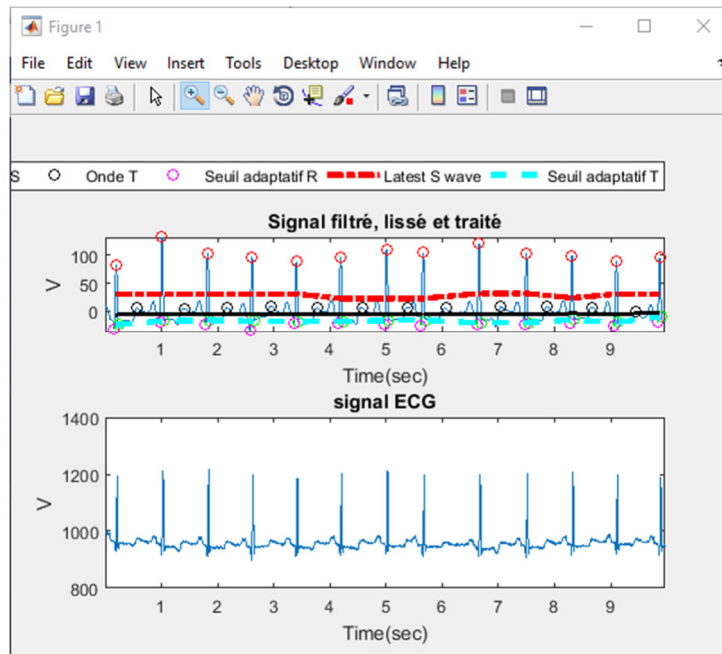 Figure 1
File Edit View Insert Tools Desktop Window Help
S Onde T Seuil adaptatif R Latest S wave Seuil adaptatif T
Signal filtré, lissé et traité
100
50
0
V
1 2 3 4 5 6 7 8 9
Time(sec)
signal ECG
1400
1200
1000
800
V
1 2 3 4 5 6 7 8 9
Time(sec)